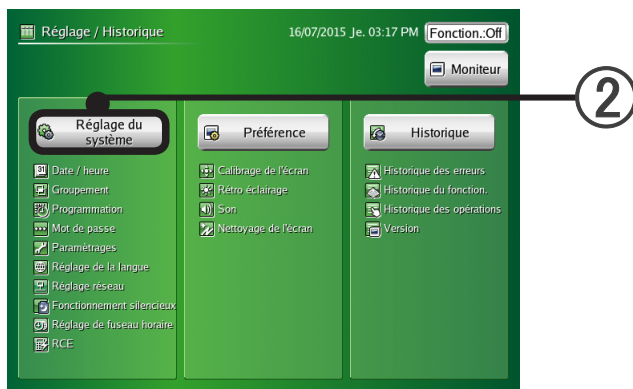 Réglage / Historique
16/07/2015 Je. 03:17 PM
Fonction.:Off
Moniteur
2
Réglage du
système
Date / heure
Groupement
Programmation
Mot de passe
Paramètrages
Réglage de la langue
Réglage réseau
Fonctionnement silencieux
Réglage de fuseau horaire
RCE
Préférence
Calibrage de l'écran
Rétro éclairage
Son
Nettoyage de l'écran
Historique
Historique des erreurs
Historique du fonction.
Historique des opérations
Version